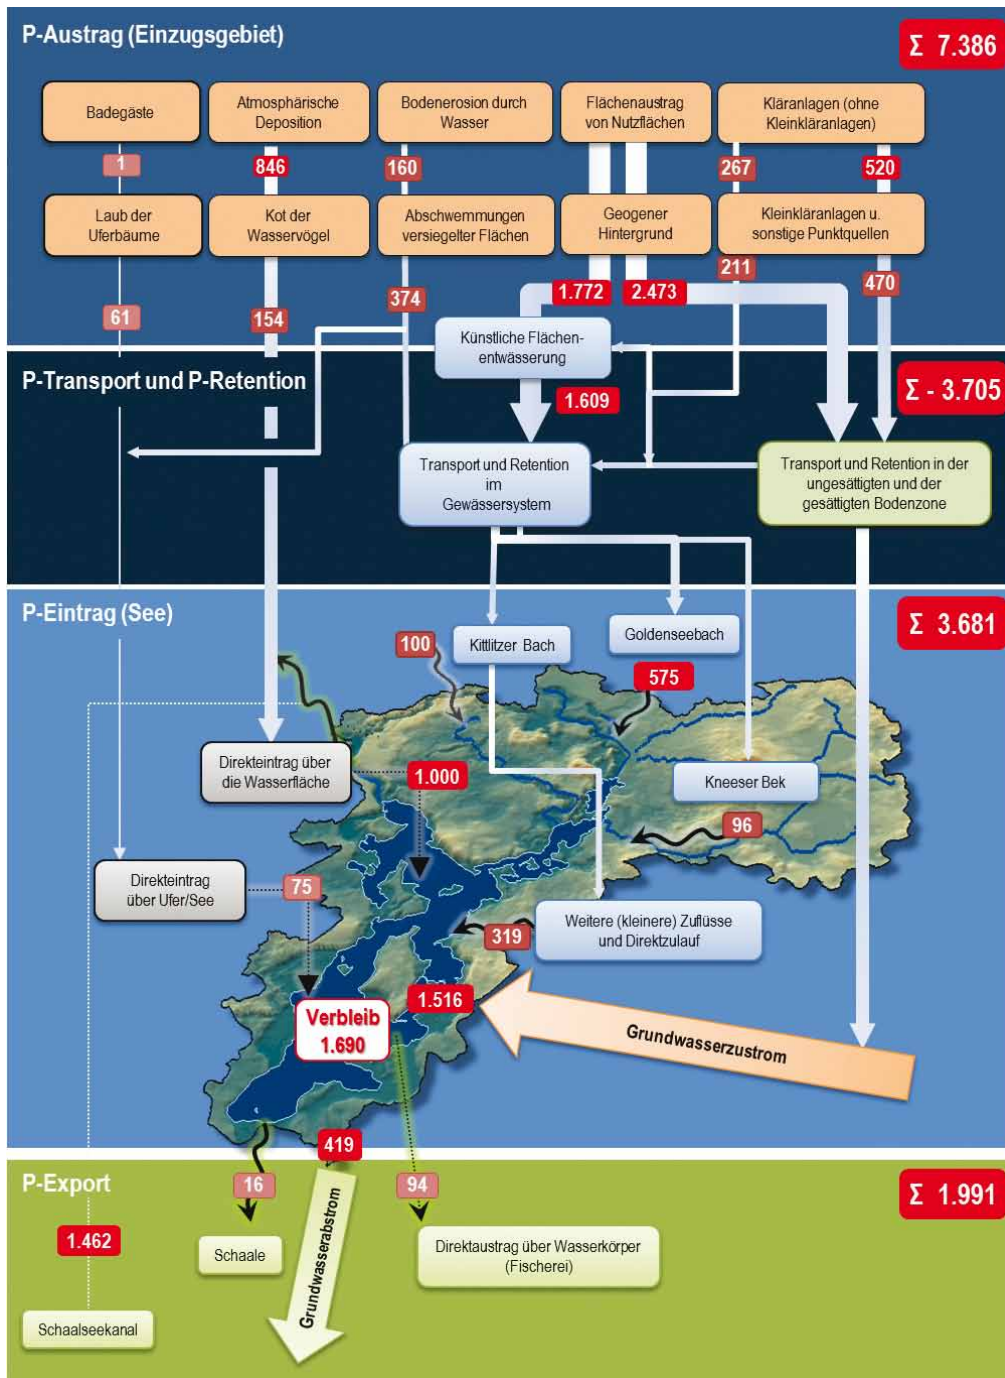 P-Austrag (Einzugsgebiet)
Σ 7.386
Badegäste
Atmosphärische
Deposition
Bodenerosion durch
Wasser
Flächenaustrag
von Nutzflächen
Kläranlagen (ohne
Kleinkläranlagen)
1
846
160
267
520
Laub der
Uferbäume
Kot der
Wasservögel
Abschwemmungen
versiegelter Flächen
Geogener
Hintergrund
Kleinkläranlagen u.
sonstige Punktquellen
61
154
374
1.772
2.473
211
470
Künstliche Flächen-
entwässerung
P-Transport und P-Retention
Σ - 3.705
1.609
Transport und Retention
im
Gewässersystem
Transport und Retention in der
ungesättigten und der
gesättigten Bodenzone
P-Eintrag (See)
Σ 3.681
100
Kittlitzer Bach
Goldenseebach
575
Direkteintrag über
die Wasserfläche
1.000
Kneeser Bek
96
Direkteintrag
über Ufer/See
75
319
Weitere (kleinere) Zuflüsse
und Direktzulauf
1.516
Verbleib
1.690
Grundwasserzustrom
419
P-Export
Σ 1.991
16
94
1.462
Schaale
Grundwasserabstrom
Direktaustrag über Wasserkörper
(Fischerei)
Schaalseekanal